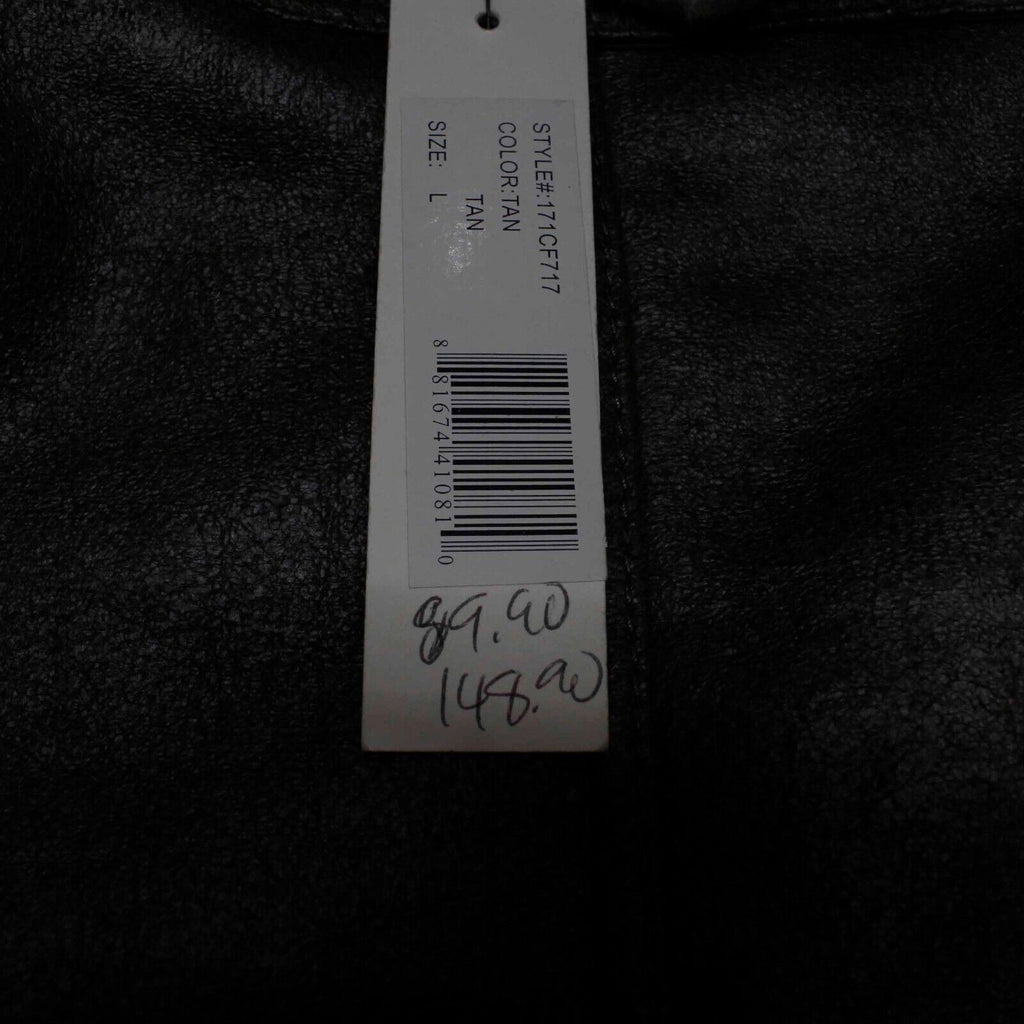 STYLE#:171CF717
COLOR:TAN
TAN
SIZE: L
8 81674 41081 0
89.90
148.90